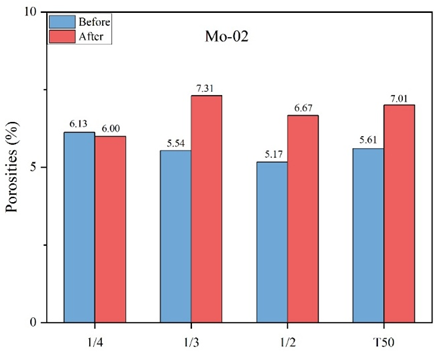 10
Before
After
Mo-02
7.31
7.01
6.67
6.13
6.00
5.54
5.17
5.61
5
Porosities (%)
0
1/4
1/3
1/2
T50